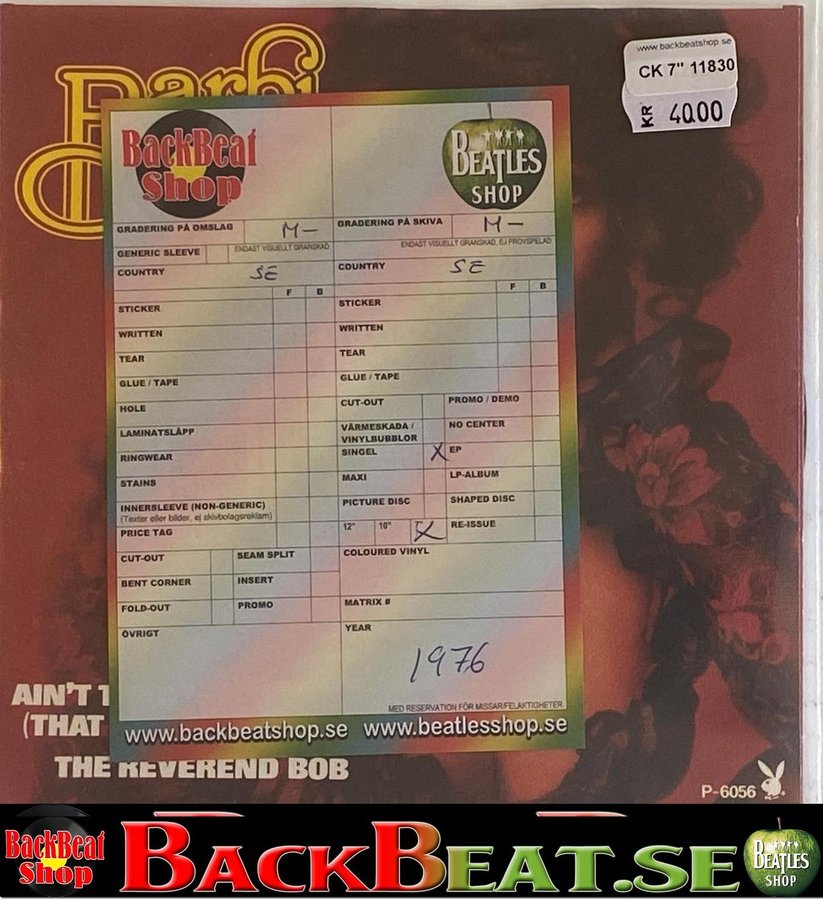 Barbi
www.backbeatshop.se
CK 7" 11830
KR 40.00
BackBeat
Shop
BEATLES
SHOP
GRADERING PÅ OMSLAG M-
GRADERING PÅ SKIVA M-
ENDAST VISUELLT GRANSKAD
ENDAST VISUELLT GRANSKAD, EJ PROVSPELAD
GENERIC SLEEVE
COUNTRY SE
COUNTRY SE
F B
F B
STICKER
STICKER
WRITTEN
WRITTEN
TEAR
TEAR
GLUE / TAPE
GLUE / TAPE
HOLE
CUT-OUT
PROMO / DEMO
LAMINATSLÄPP
VÄRMESKADA /
VINYLBUBBLOR
NO CENTER
RINGWEAR
SINGEL X
EP
STAINS
MAXI
LP-ALBUM
INNERSLEEVE (NON-GENERIC)
(Texter eller bilder, ej skivbolagsreklam)
PICTURE DISC
SHAPED DISC
PRICE TAG
12" 10" X
RE-ISSUE
CUT-OUT
SEAM SPLIT
COLOURED VINYL
BENT CORNER
INSERT
FOLD-OUT
PROMO
MATRIX #
ÖVRIGT
YEAR
1976
MED RESERVATION FÖR MISSAR/FELAKTIGHETER
www.backbeatshop.se www.beatlesshop.se
AIN'T
(THAT
THE REVEREND BOB
P-6056
BackBeat
Shop
BACKBEAT.SE
BEATLES
SHOP